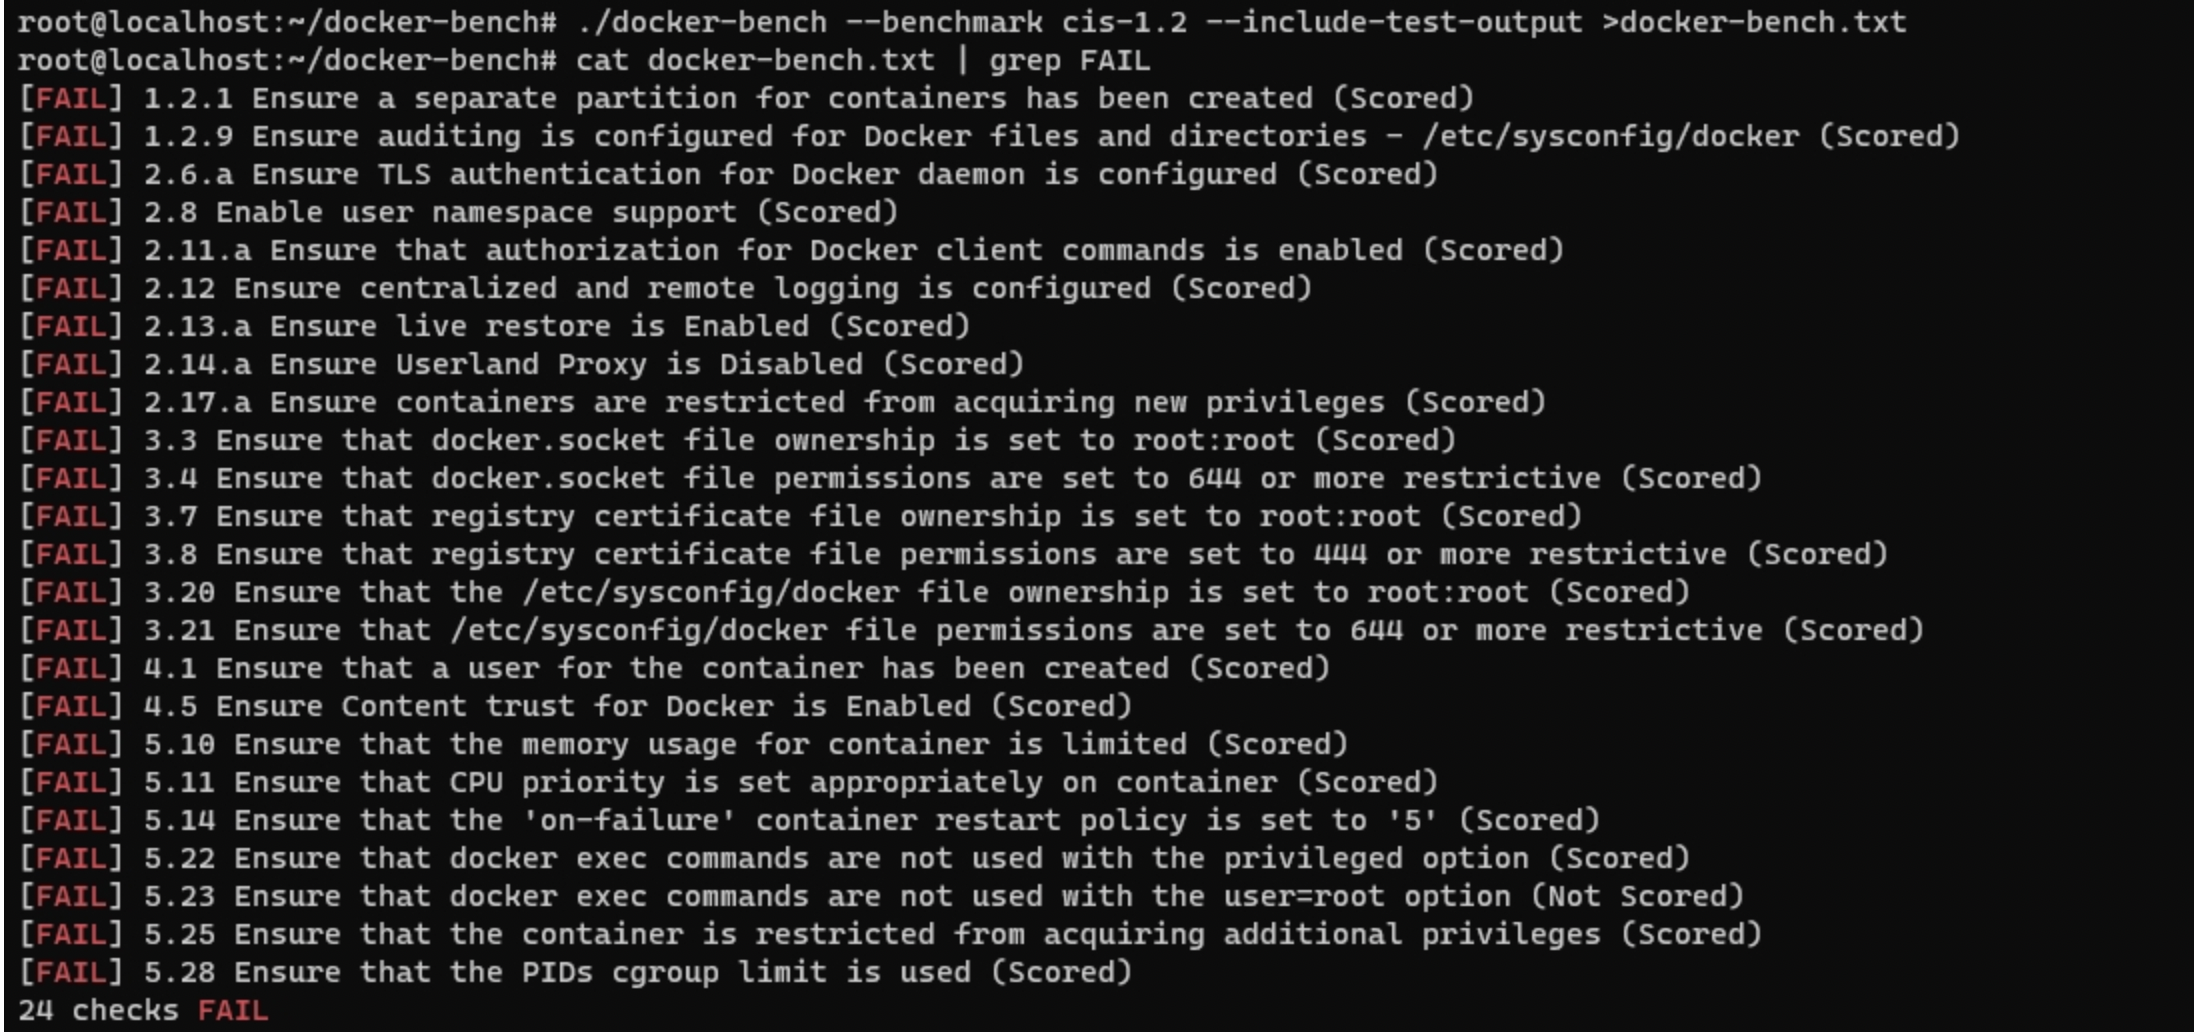 root@localhost:~/docker-bench# ./docker-bench --benchmark cis-1.2 --include-test-output >docker-bench.txt
root@localhost:~/docker-bench# cat docker-bench.txt | grep FAIL
[FAIL] 1.2.1 Ensure a separate partition for containers has been created (Scored)
[FAIL] 1.2.9 Ensure auditing is configured for Docker files and directories - /etc/sysconfig/docker (Scored)
[FAIL] 2.6.a Ensure TLS authentication for Docker daemon is configured (Scored)
[FAIL] 2.8 Enable user namespace support (Scored)
[FAIL] 2.11.a Ensure that authorization for Docker client commands is enabled (Scored)
[FAIL] 2.12 Ensure centralized and remote logging is configured (Scored)
[FAIL] 2.13.a Ensure live restore is Enabled (Scored)
[FAIL] 2.14.a Ensure Userland Proxy is Disabled (Scored)
[FAIL] 2.17.a Ensure containers are restricted from acquiring new privileges (Scored)
[FAIL] 3.3 Ensure that docker.socket file ownership is set to root:root (Scored)
[FAIL] 3.4 Ensure that docker.socket file permissions are set to 644 or more restrictive (Scored)
[FAIL] 3.7 Ensure that registry certificate file ownership is set to root:root (Scored)
[FAIL] 3.8 Ensure that registry certificate file permissions are set to 444 or more restrictive (Scored)
[FAIL] 3.20 Ensure that the /etc/sysconfig/docker file ownership is set to root:root (Scored)
[FAIL] 3.21 Ensure that /etc/sysconfig/docker file permissions are set to 644 or more restrictive (Scored)
[FAIL] 4.1 Ensure that a user for the container has been created (Scored)
[FAIL] 4.5 Ensure Content trust for Docker is Enabled (Scored)
[FAIL] 5.10 Ensure that the memory usage for container is limited (Scored)
[FAIL] 5.11 Ensure that CPU priority is set appropriately on container (Scored)
[FAIL] 5.14 Ensure that the 'on-failure' container restart policy is set to '5' (Scored)
[FAIL] 5.22 Ensure that docker exec commands are not used with the privileged option (Scored)
[FAIL] 5.23 Ensure that docker exec commands are not used with the user=root option (Not Scored)
[FAIL] 5.25 Ensure that the container is restricted from acquiring additional privileges (Scored)
[FAIL] 5.28 Ensure that the PIDs cgroup limit is used (Scored)
24 checks FAIL